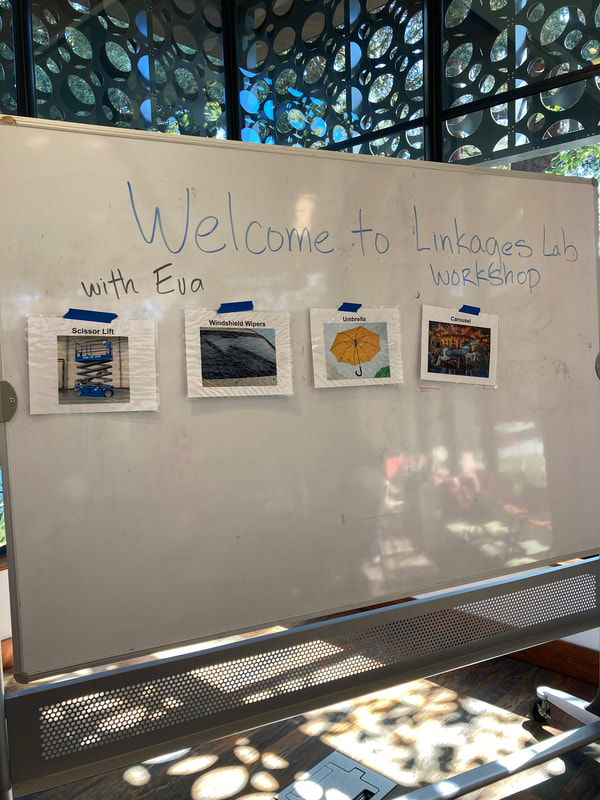 Welcome to Linkages Lab
workshop
with Eva
Scissor Lift
Windshield Wipers
Umbrella
Carousel